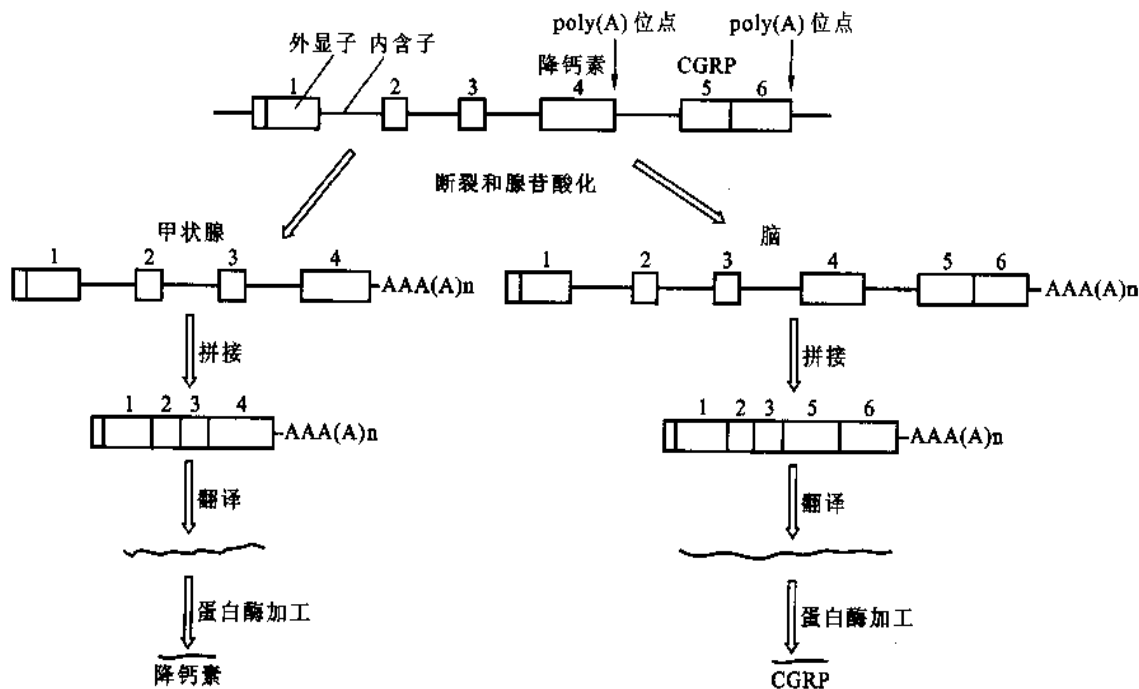 poly(A) 位点 poly(A) 位点
外显子 内含子
降钙素 CGRP
1 2 3 4 5 6
断裂和腺苷酸化
甲状腺 脑
1 2 3 4 1 2 3 4 5 6
AAA(A)n AAA(A)n
拼接 拼接
1 2 3 4 1 2 3 5 6
AAA(A)n AAA(A)n
翻译 翻译
蛋白酶加工 蛋白酶加工
降钙素 CGRP